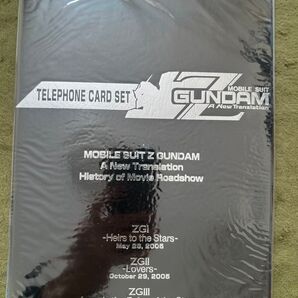 TELEPHONE CARD SET
MOBILE SUIT
Z GUNDAM
A New Translation
MOBILE SUIT Z GUNDAM
A New Translation
History of Movie Roadshow
ZGI
-Heirs to the Stars-
May 28, 2005
ZGII
-Lovers-
October 29, 2005
ZGIII